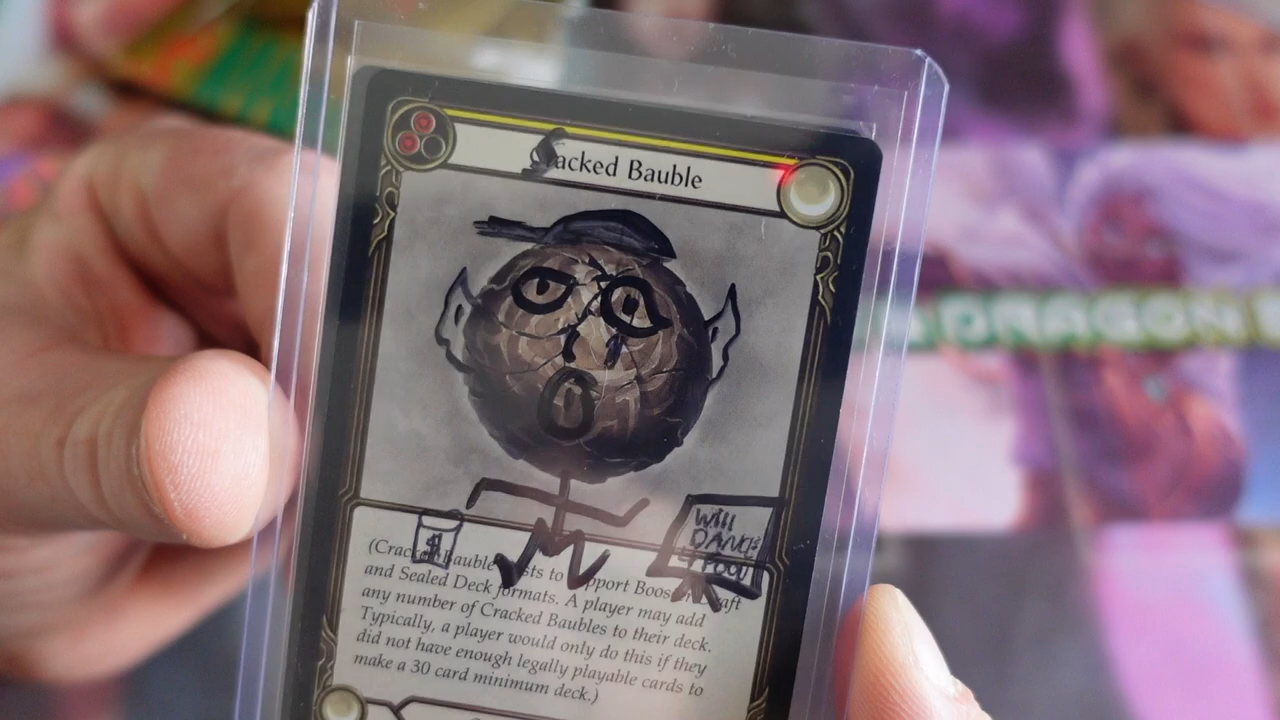 Cracked Bauble
$
Will
DANCE
4 FOOD
(Cracked Bauble exists to support Booster Draft
and Sealed Deck formats. A player may add
any number of Cracked Baubles to their deck.
Typically, a player would only do this if they
did not have enough legally playable cards to
make a 30 card minimum deck.)
DRAGON